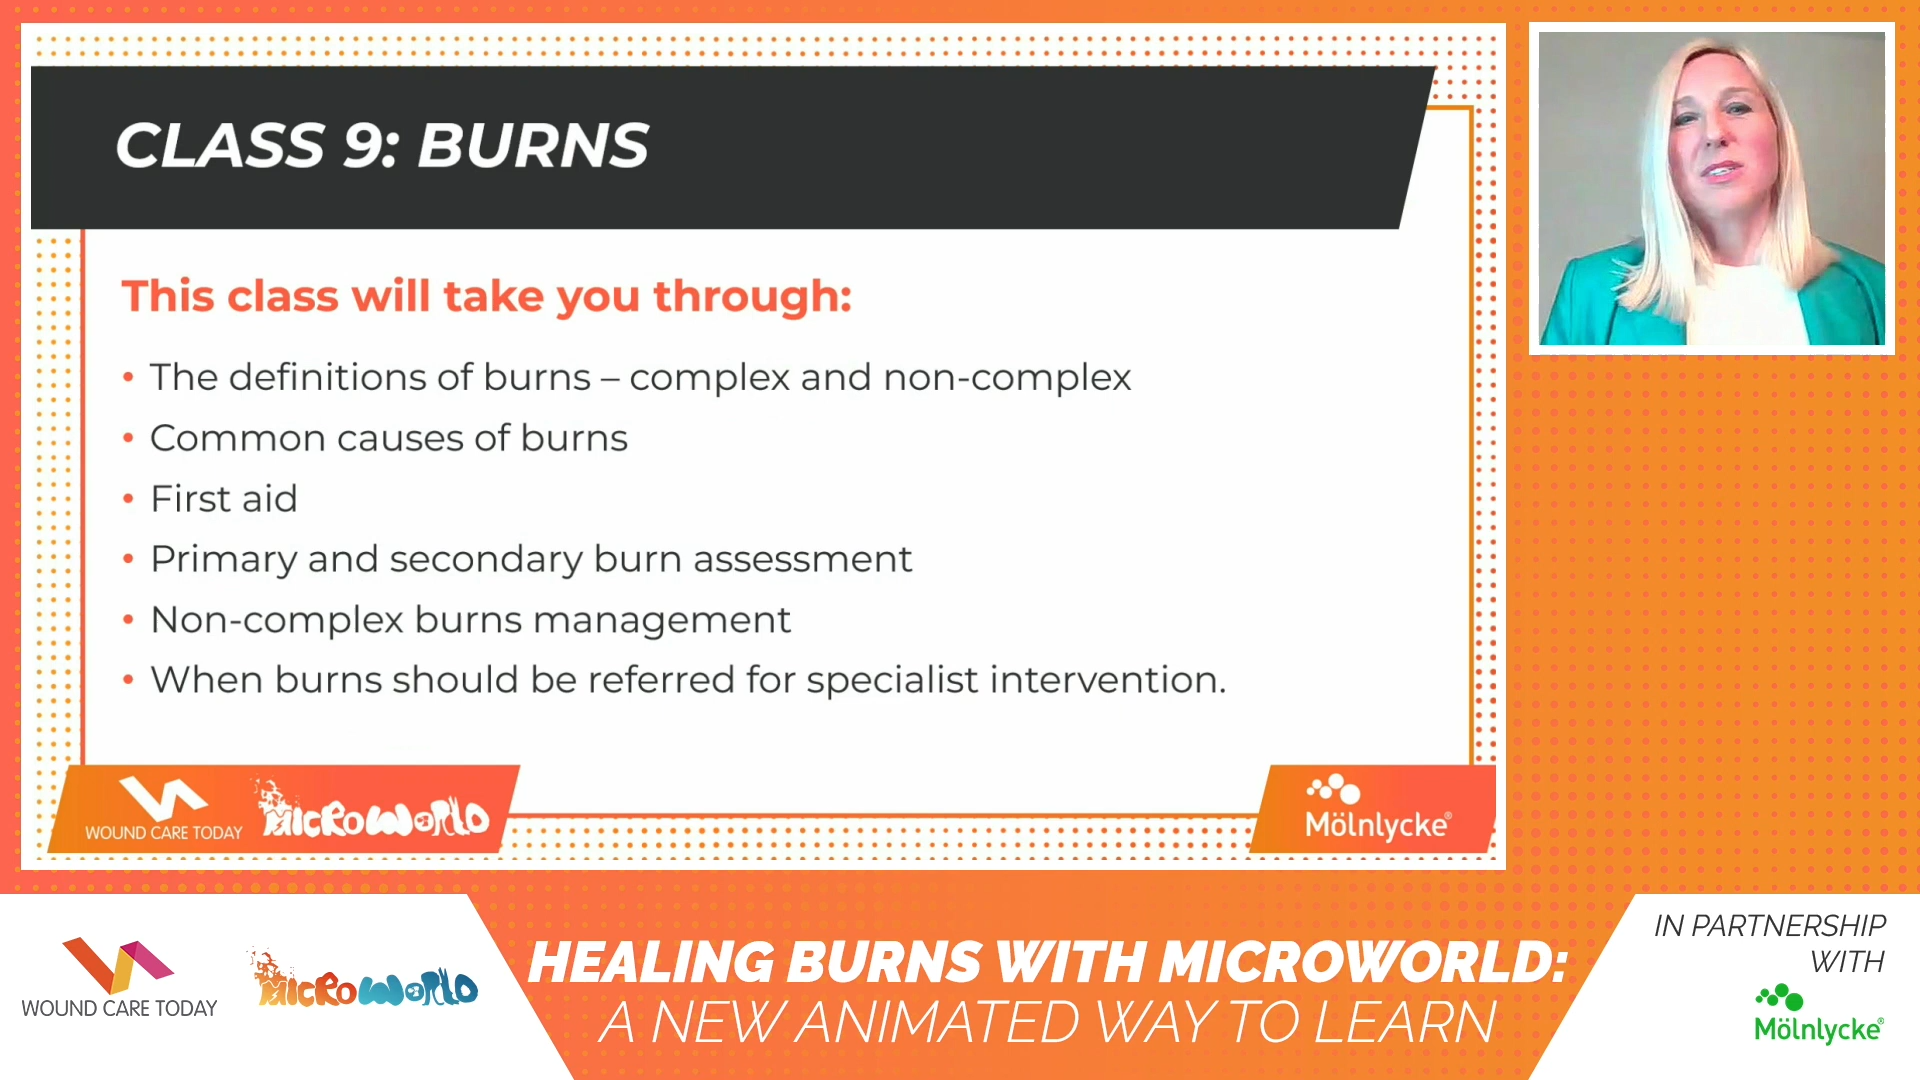 CLASS 9: BURNS
This class will take you through:
• The definitions of burns – complex and non-complex
• Common causes of burns
• First aid
• Primary and secondary burn assessment
• Non-complex burns management
• When burns should be referred for specialist intervention.
WOUND CARE TODAY
MICROWORLD
Mölnlycke®
WOUND CARE TODAY
MICROWORLD
HEALING BURNS WITH MICROWORLD:
A NEW ANIMATED WAY TO LEARN
IN PARTNERSHIP
WITH
Mölnlycke®